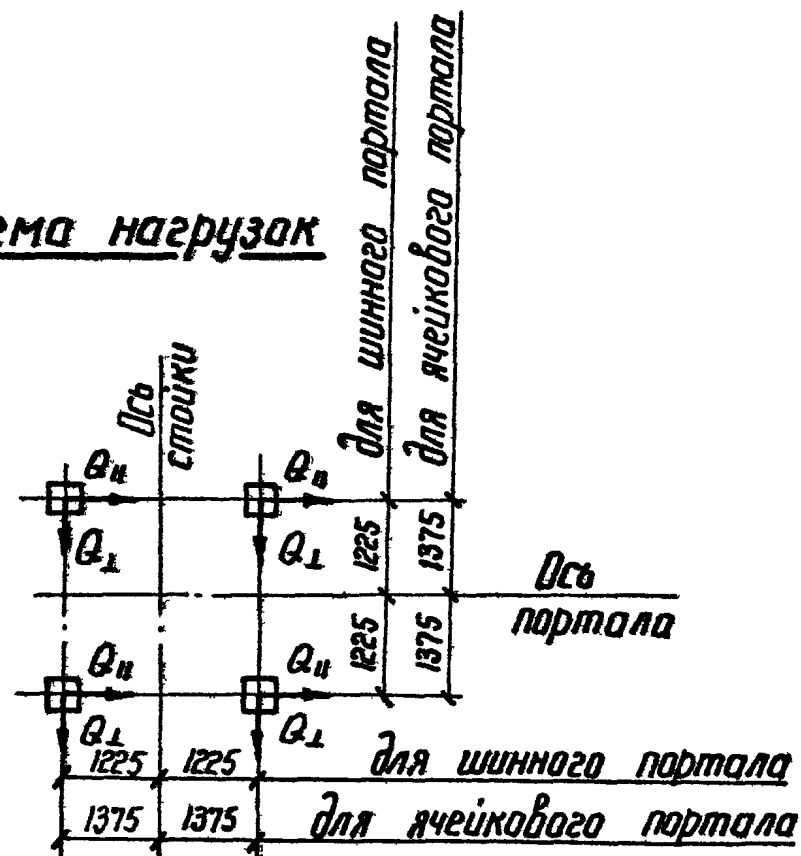 ема нагрузок
для шинного портала
для ячейкового портала
Ось
стойки
Q॥
Q॥
Q⊥
Q⊥
1225
1375
Ось
портала
1225
1375
Q॥
Q॥
Q⊥
Q⊥
1225 1225
для шинного портала
1375 1375
для ячейкового портала